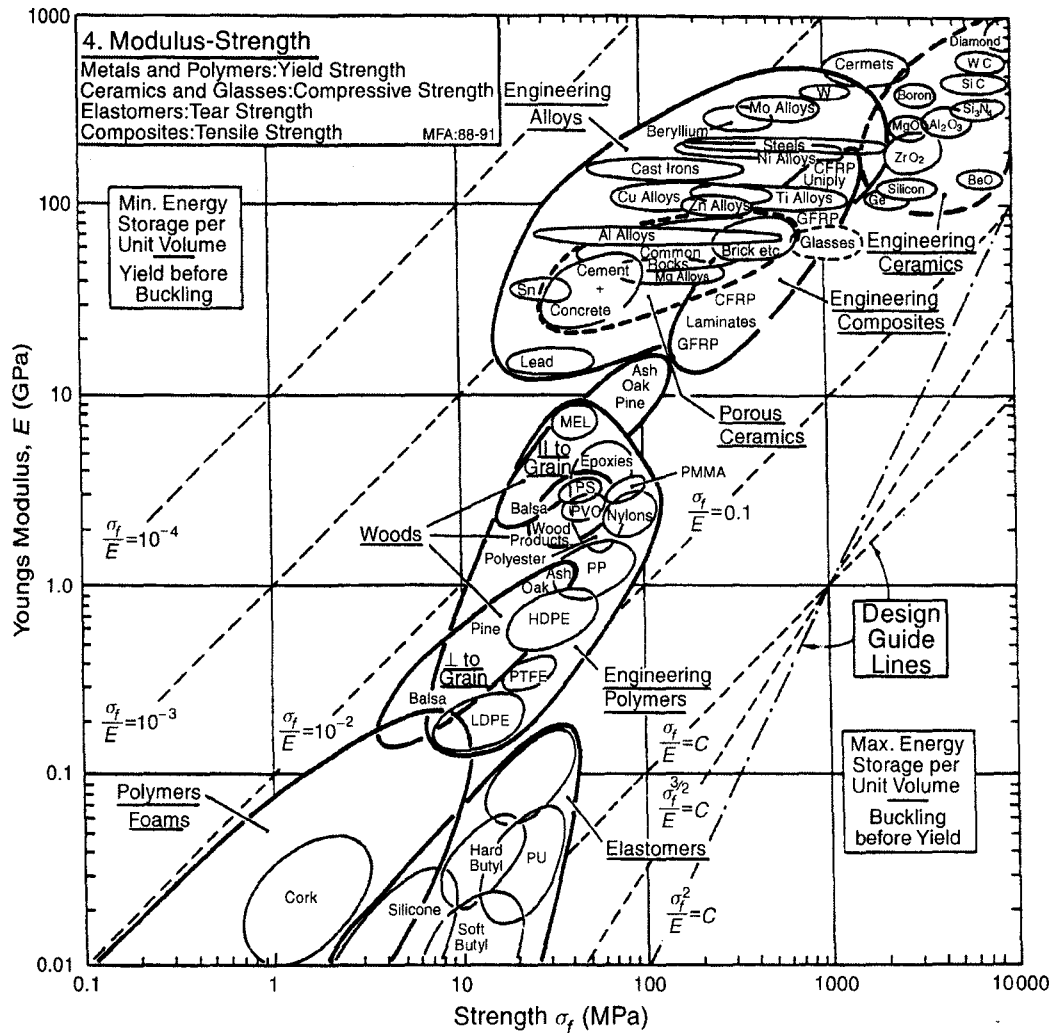 4. Modulus-Strength
Metals and Polymers:Yield Strength
Ceramics and Glasses:Compressive Strength
Elastomers:Tear Strength
Composites:Tensile Strength
MFA:88-91
Engineering
Alloys
Min. Energy
Storage per
Unit Volume
Yield before
Buckling
Diamond
Cermets
W C
W
Si C
Boron
Mo Alloys
Si₃N₄
Beryllium
MgO
Al₂O₃
Steels
Ni Alloys
ZrO₂
Cast Irons
CFRP
Uniply
BeO
Silicon
Cu Alloys
Zn Alloys
Ti Alloys
Ge
GFRP
Al Alloys
Brick etc
Glasses
Engineering
Ceramics
Common
Rocks
Mg Alloys
Cement
+
Concrete
Sn
Engineering
Composites
CFRP
Laminates
GFRP
Lead
Ash
Oak
Pine
Porous
Ceramics
MEL
|| to
Grain
Epoxies
PMMA
PS
Balsa
PVC
Nylons
Woods
Wood
Products
Polyester
σf/E=0.1
σf/E=10⁻⁴
PP
Ash
Oak
HDPE
Pine
Design
Guide
Lines
⊥ to
Grain
PTFE
Engineering
Polymers
Balsa
LDPE
σf/E=10⁻³
σf/E=10⁻²
σf/E=C
σf^3/2/E=C
σf²/E=C
Max. Energy
Storage per
Unit Volume
Buckling
before Yield
Polymers
Foams
Elastomers
Hard
Butyl
PU
Cork
Silicone
Soft
Butyl
Youngs Modulus, E (GPa)
1000
100
10
1.0
0.1
0.01
0.1
1
10
100
1000
10000
Strength σf (MPa)